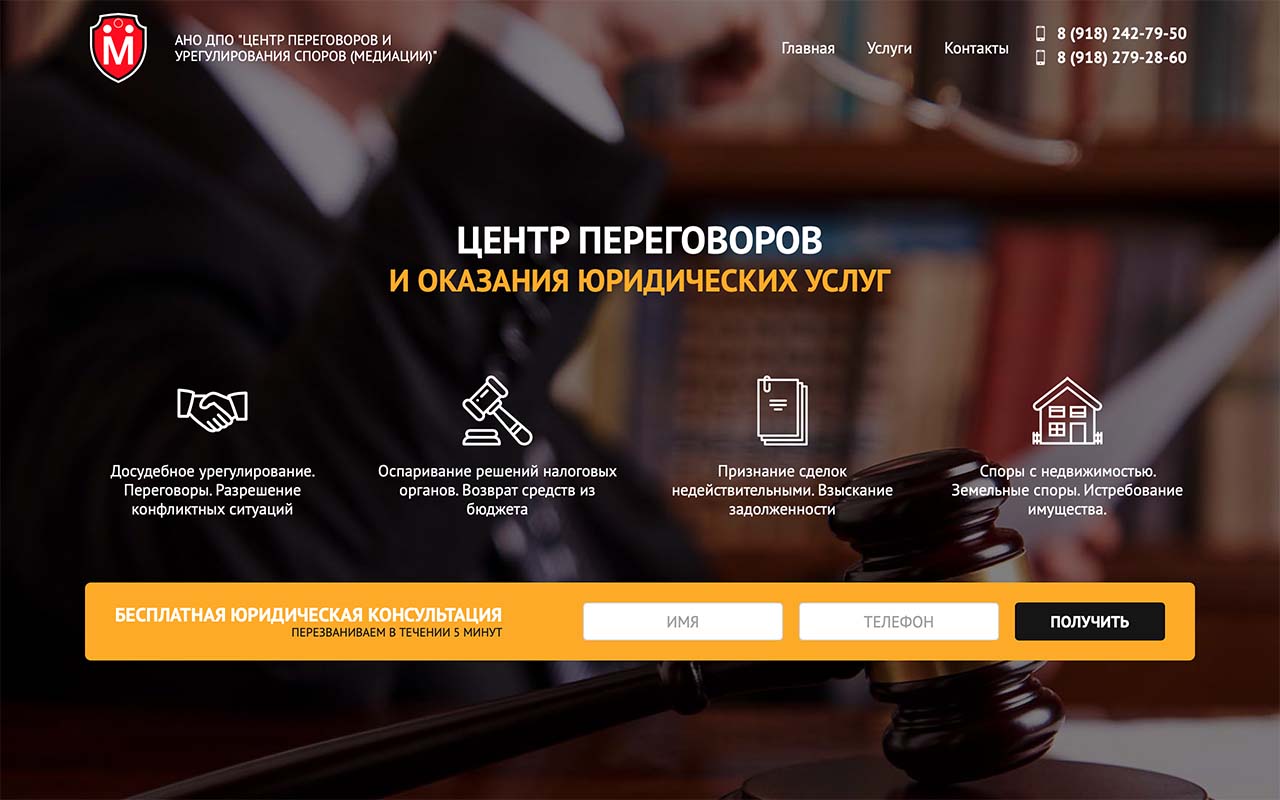 М
АНО ДПО "ЦЕНТР ПЕРЕГОВОРОВ И
УРЕГУЛИРОВАНИЯ СПОРОВ (МЕДИАЦИИ)"
Главная Услуги Контакты
8 (918) 242-79-50
8 (918) 279-28-60
ЦЕНТР ПЕРЕГОВОРОВ
И ОКАЗАНИЯ ЮРИДИЧЕСКИХ УСЛУГ
Досудебное урегулирование.
Переговоры. Разрешение
конфликтных ситуаций
Оспаривание решений налоговых
органов. Возврат средств из
бюджета
Признание сделок
недействительными. Взыскание
задолженности
Споры с недвижимостью.
Земельные споры. Истребование
имущества.
БЕСПЛАТНАЯ ЮРИДИЧЕСКАЯ КОНСУЛЬТАЦИЯ
ПЕРЕЗВАНИВАЕМ В ТЕЧЕНИИ 5 МИНУТ
ИМЯ
ТЕЛЕФОН
ПОЛУЧИТЬ